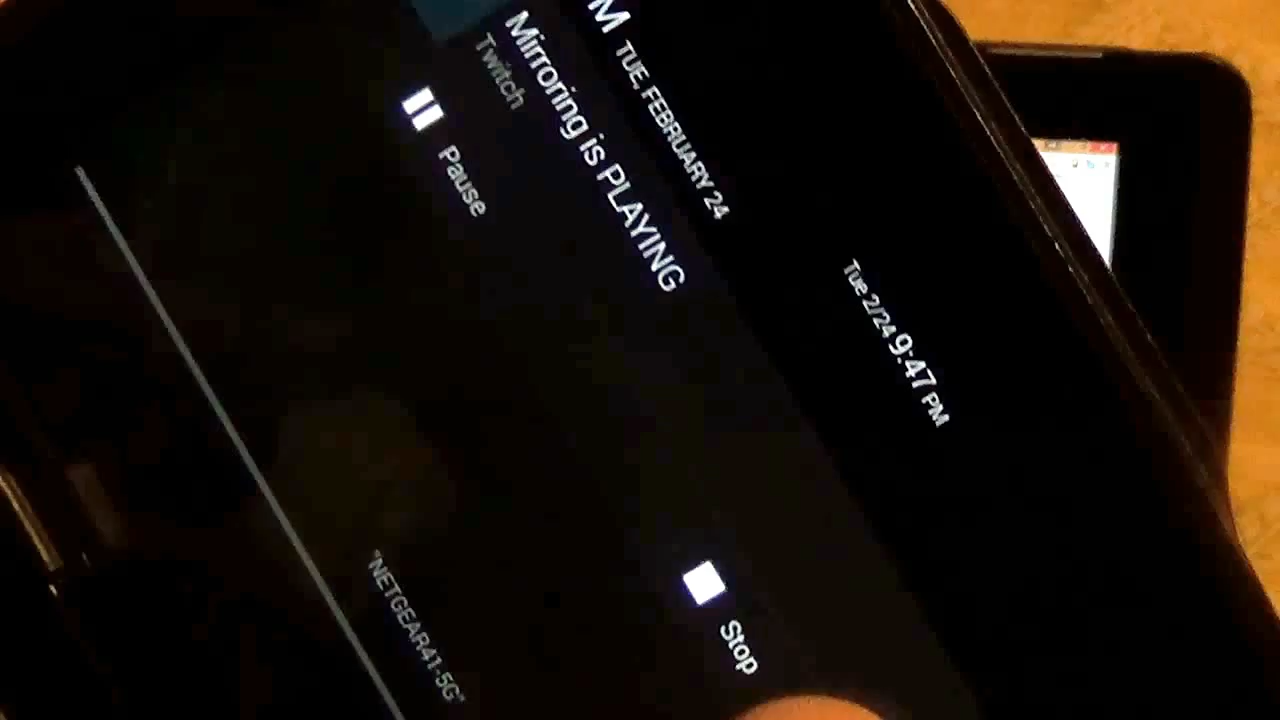 Tue 2/24 9:47 PM
M TUE, FEBRUARY 24
Mirroring is PLAYING
Twitch
Pause
Stop
"NETGEAR41-5G"